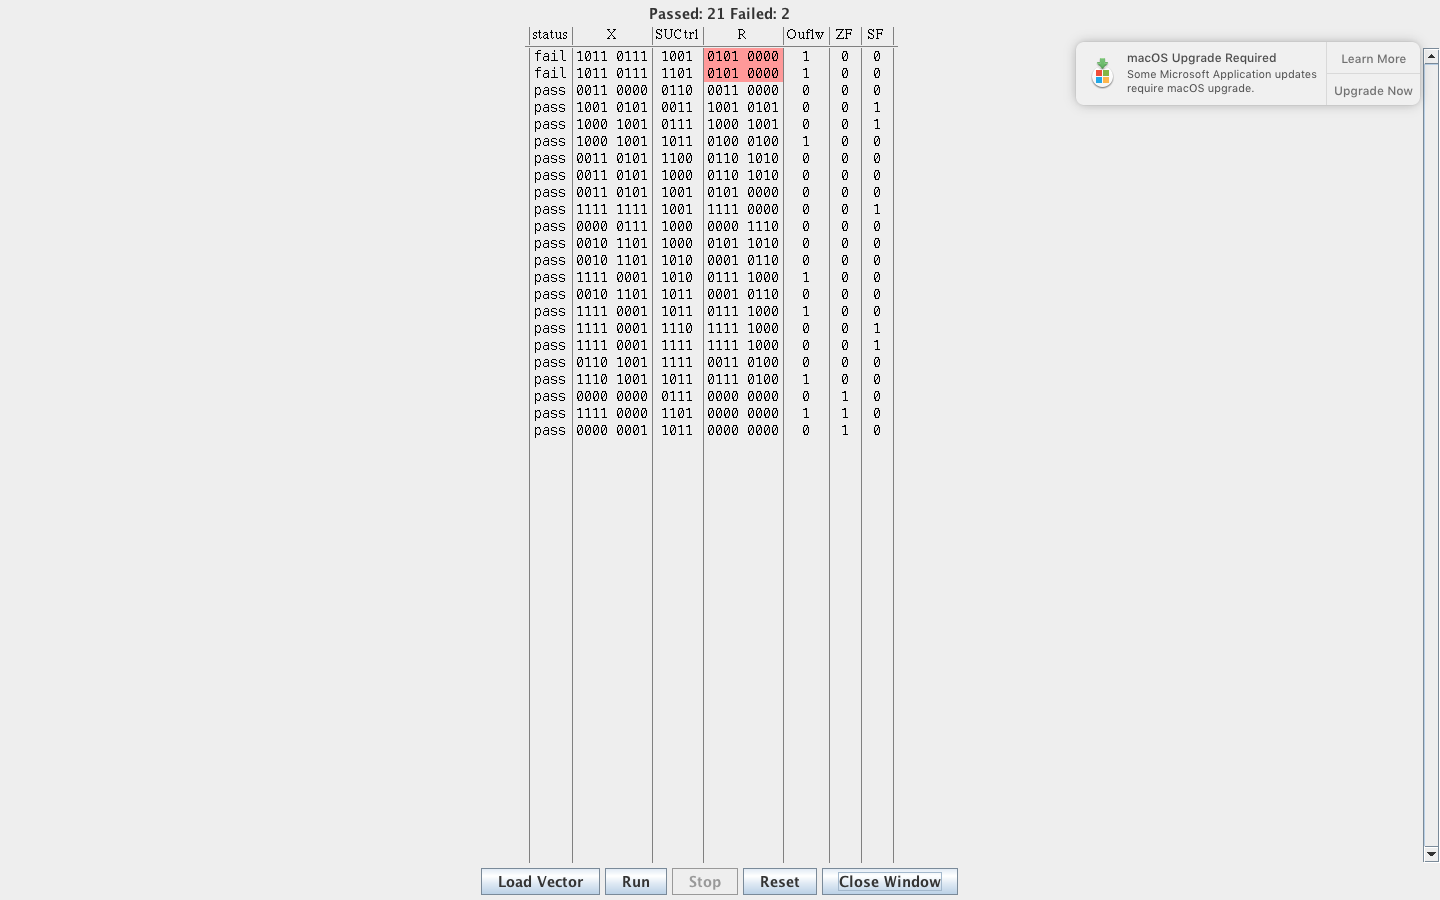 Passed: 21 Failed: 2
status X SUCtrl R Ouflw ZF SF
fail 1011 0111 1001 0101 0000 1 0 0
fail 1011 0111 1101 0101 0000 1 0 0
pass 0011 0000 0110 0011 0000 0 0 0
pass 1001 0101 0011 1001 0101 0 0 1
pass 1000 1001 0111 1000 1001 0 0 1
pass 1000 1001 1011 0100 0100 1 0 0
pass 0011 0101 1100 0110 1010 0 0 0
pass 0011 0101 1000 0110 1010 0 0 0
pass 0011 0101 1001 0101 0000 0 0 0
pass 1111 1111 1001 1111 0000 0 0 1
pass 0000 0111 1000 0000 1110 0 0 0
pass 0010 1101 1000 0101 1010 0 0 0
pass 0010 1101 1010 0001 0110 0 0 0
pass 1111 0001 1010 0111 1000 1 0 0
pass 0010 1101 1011 0001 0110 0 0 0
pass 1111 0001 1011 0111 1000 1 0 0
pass 1111 0001 1110 1111 1000 0 0 1
pass 1111 0001 1111 1111 1000 0 0 1
pass 0110 1001 1111 0011 0100 0 0 0
pass 1110 1001 1011 0111 0100 1 0 0
pass 0000 0000 0111 0000 0000 0 1 0
pass 1111 0000 1101 0000 0000 1 1 0
pass 0000 0001 1011 0000 0000 0 1 0
macOS Upgrade Required
Some Microsoft Application updates
require macOS upgrade.
Learn More
Upgrade Now
Load Vector Run Stop Reset Close Window